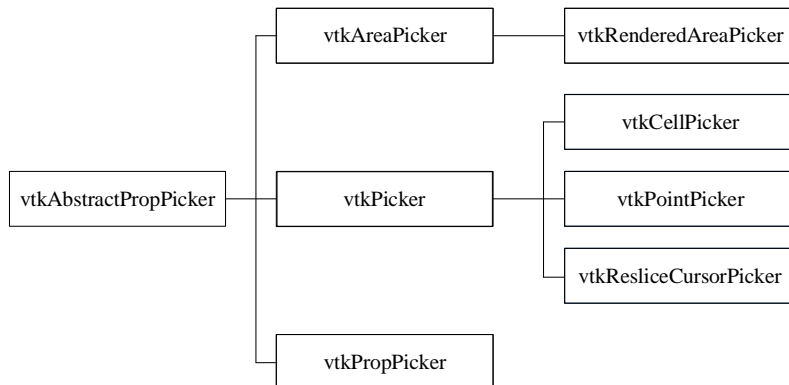 vtkAreaPicker
vtkRenderedAreaPicker
vtkCellPicker
vtkAbstractPropPicker
vtkPicker
vtkPointPicker
vtkResliceCursorPicker
vtkPropPicker